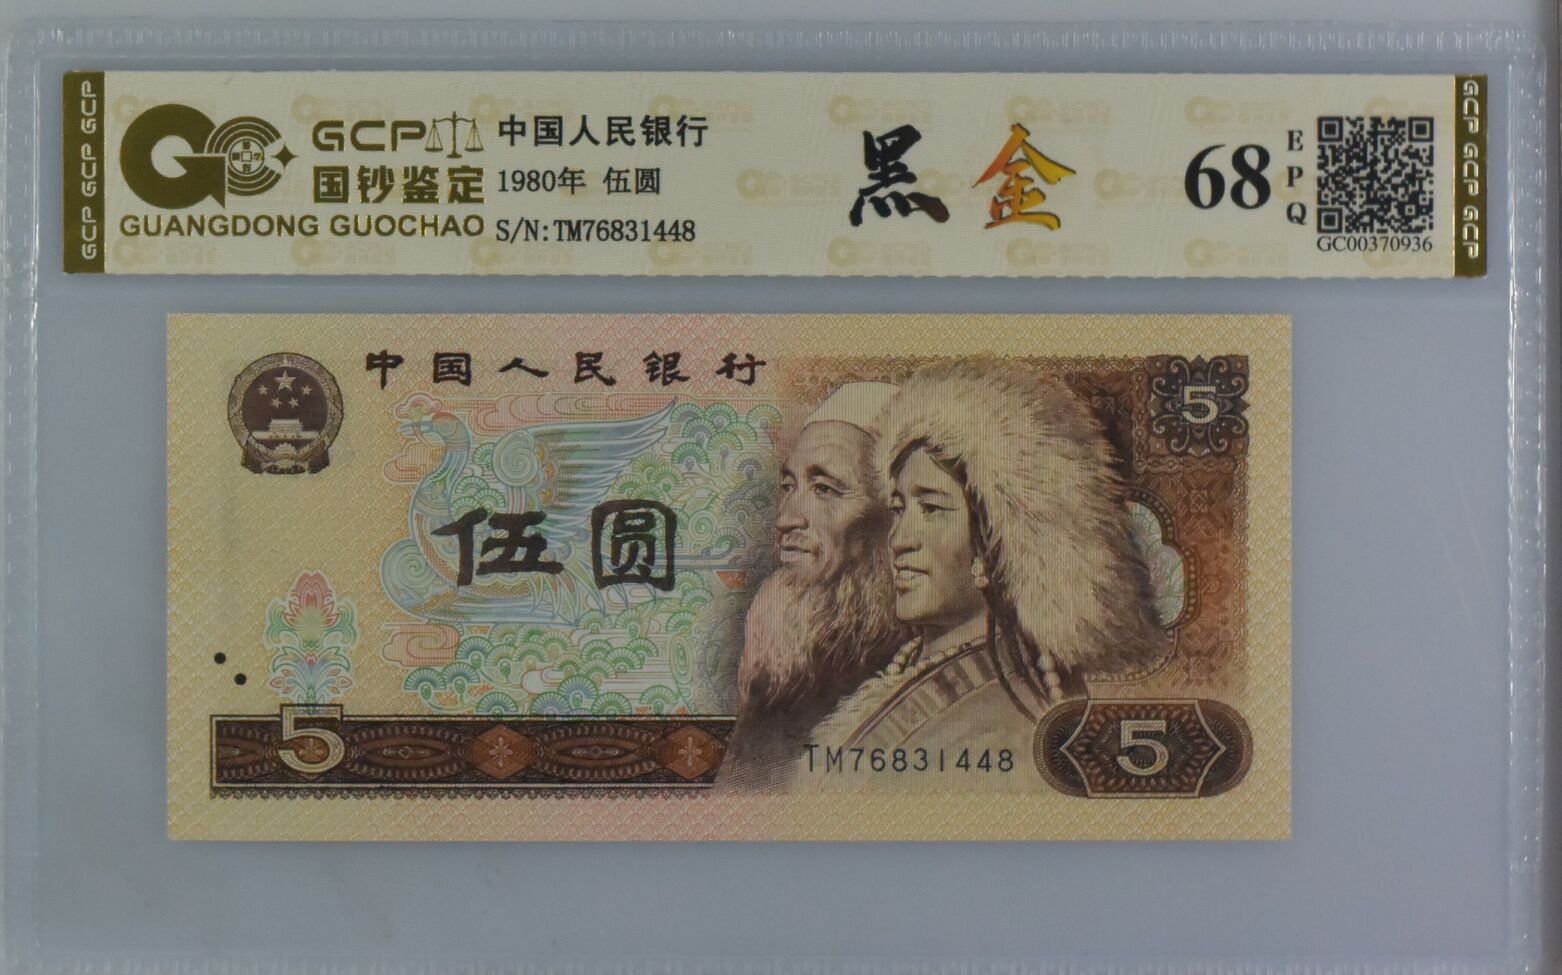 GCP GCP GCP
GCP
国钞鉴定
GUANGDONG GUOCHAO
中国人民银行
1980年 伍圆
S/N:TM76831448
黑金
68
EPQ
GC00370936
GCP GCP GCP
中国人民银行
5
伍圆
5
TM76831448
5